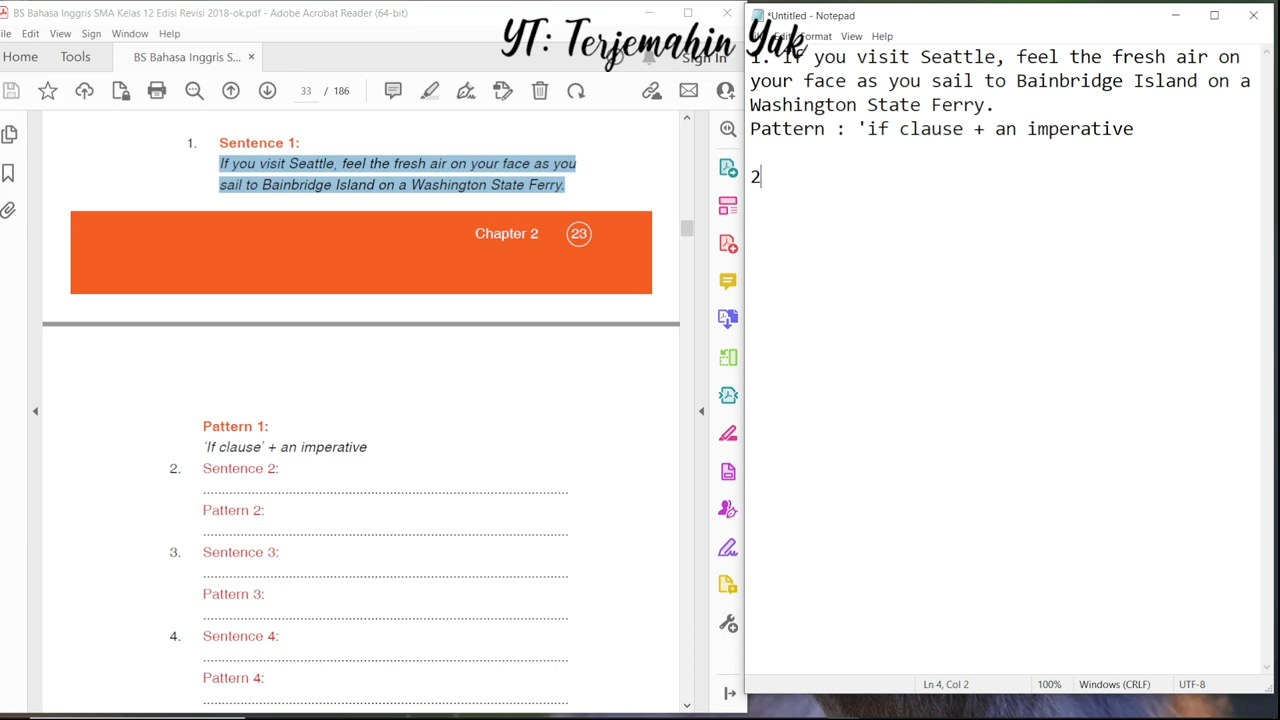 BS Bahasa Inggris SMA Kelas 12 Edisi Revisi 2018-ok.pdf - Adobe Acrobat Reader (64-bit)
ile Edit View Sign Window Help
Home Tools BS Bahasa Inggris S... × Sign In
33 / 186
YT: Terjemahin Yak
1. Sentence 1:
If you visit Seattle, feel the fresh air on your face as you
sail to Bainbridge Island on a Washington State Ferry.
Chapter 2 23
Pattern 1:
‘If clause’ + an imperative
2. Sentence 2:
Pattern 2:
3. Sentence 3:
Pattern 3:
4. Sentence 4:
Pattern 4:
*Untitled - Notepad
Edit Format View Help
1. If you visit Seattle, feel the fresh air on
your face as you sail to Bainbridge Island on a
Washington State Ferry.
Pattern : 'if clause + an imperative
2
Ln 4, Col 2 100% Windows (CRLF) UTF-8